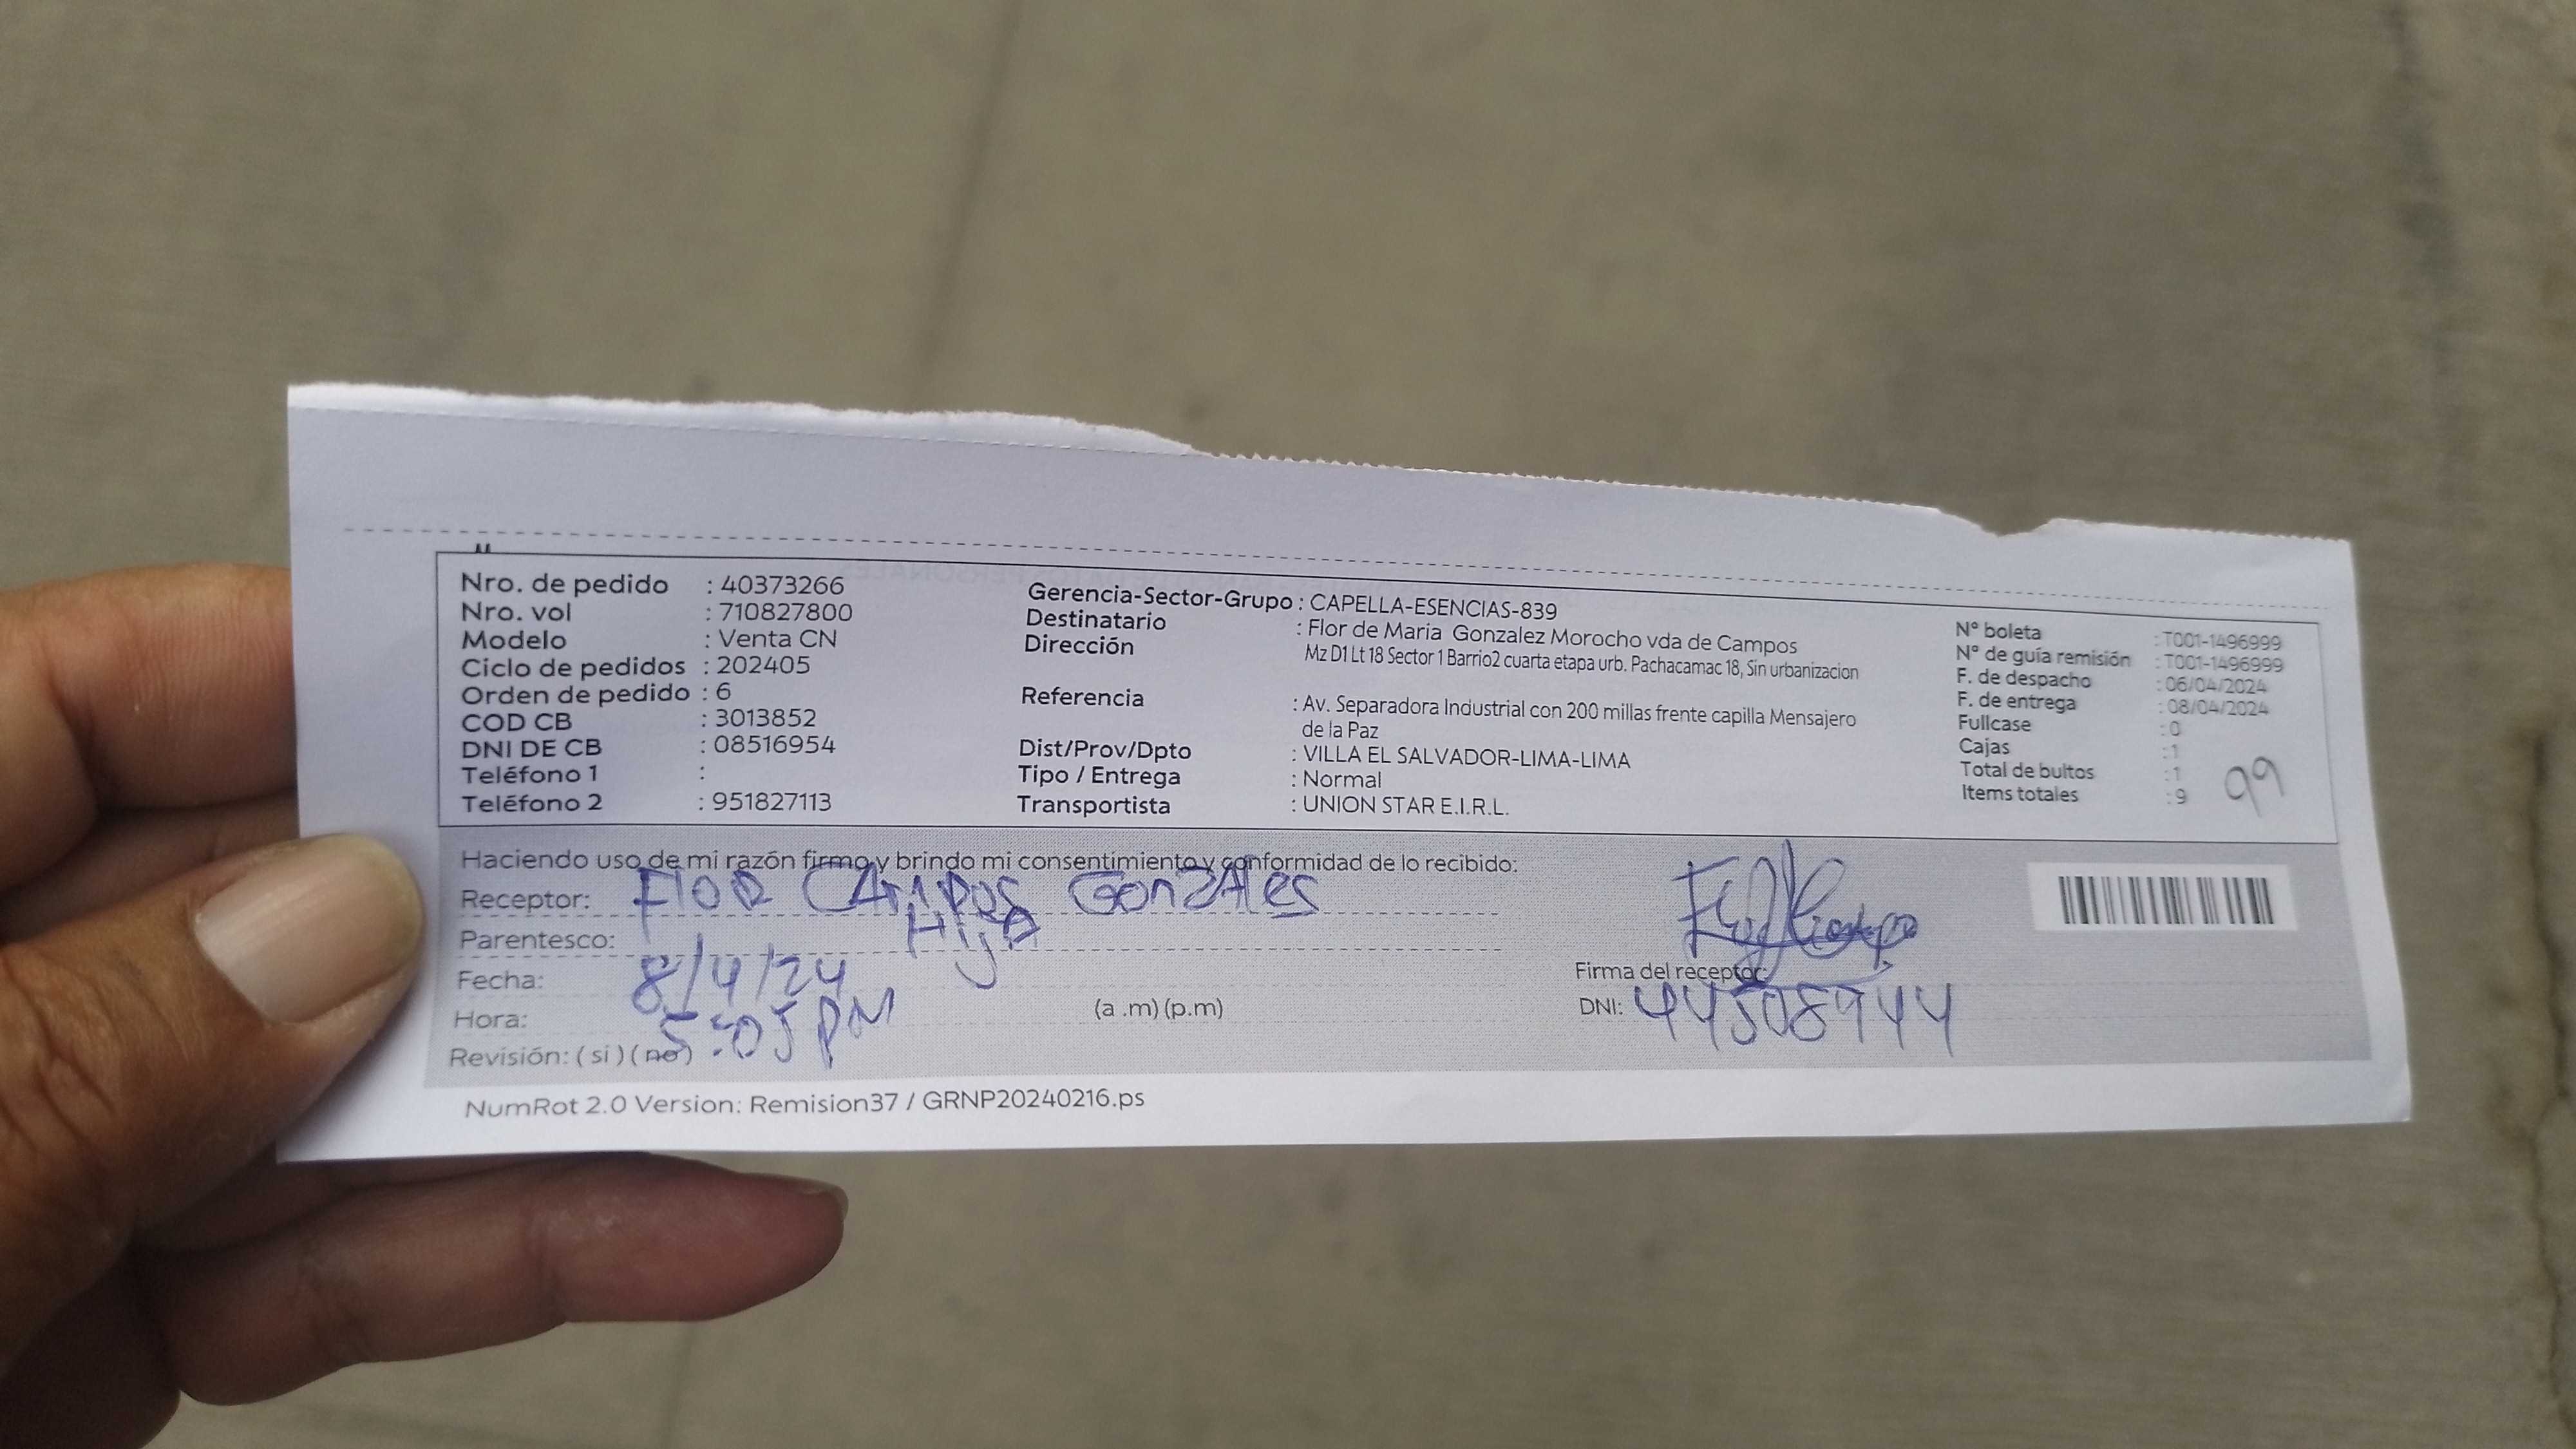 Nro. de pedido : 40373266
Nro. vol : 710827800
Modelo : Venta CN
Ciclo de pedidos : 202405
Orden de pedido : 6
COD CB : 3013852
DNI DE CB : 08516954
Teléfono 1 :
Teléfono 2 : 951827113
Gerencia-Sector-Grupo : CAPELLA-ESENCIAS-839
Destinatario : Flor de Maria Gonzalez Morocho vda de Campos
Dirección Mz D1 Lt 18 Sector 1 Barrio2 cuarta etapa urb. Pachacamac 18, Sin urbanizacion
Referencia : Av. Separadora Industrial con 200 millas frente capilla Mensajero
de la Paz
Dist/Prov/Dpto : VILLA EL SALVADOR-LIMA-LIMA
Tipo / Entrega : Normal
Transportista : UNION STAR E.I.R.L.
N° boleta : T001-1496999
N° de guía remisión : T001-1496999
F. de despacho : 06/04/2024
F. de entrega : 08/04/2024
Fullcase : 0
Cajas : 1
Total de bultos : 1
Items totales : 9
99
Haciendo uso de mi razón firmo y brindo mi consentimiento y conformidad de lo recibido:
Receptor: Flor Campos Gonzales
Parentesco: Hija
Fecha: 8/4/24
Hora: 5:05 PM (a .m) (p.m)
Revisión: ( si ) ( no )
Firma del receptor:
DNI: 44508944
NumRot 2.0 Version: Remision37 / GRNP20240216.ps